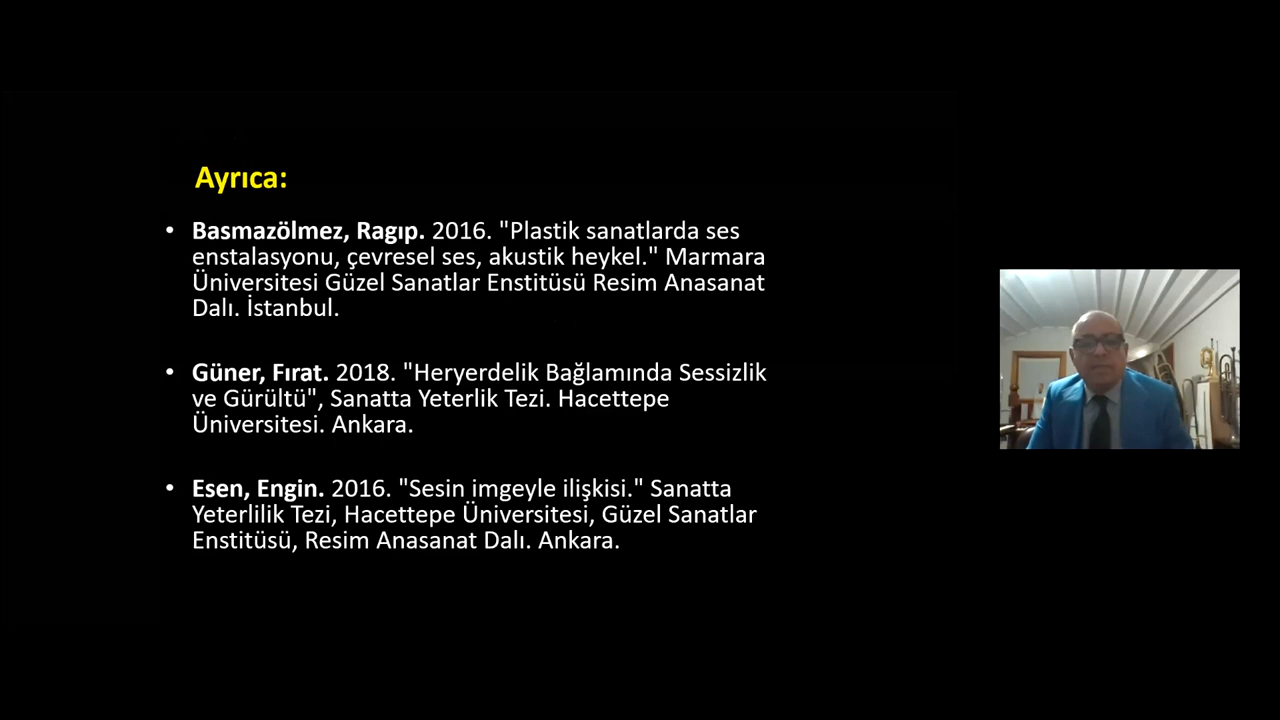 Ayrıca:
• Basmazölmez, Ragıp. 2016. "Plastik sanatlarda ses
enstalasyonu, çevresel ses, akustik heykel." Marmara
Üniversitesi Güzel Sanatlar Enstitüsü Resim Anasanat
Dalı. İstanbul.
• Güner, Fırat. 2018. "Heryerdelik Bağlamında Sessizlik
ve Gürültü", Sanatta Yeterlik Tezi. Hacettepe
Üniversitesi. Ankara.
• Esen, Engin. 2016. "Sesin imgeyle ilişkisi." Sanatta
Yeterlilik Tezi, Hacettepe Üniversitesi, Güzel Sanatlar
Enstitüsü, Resim Anasanat Dalı. Ankara.